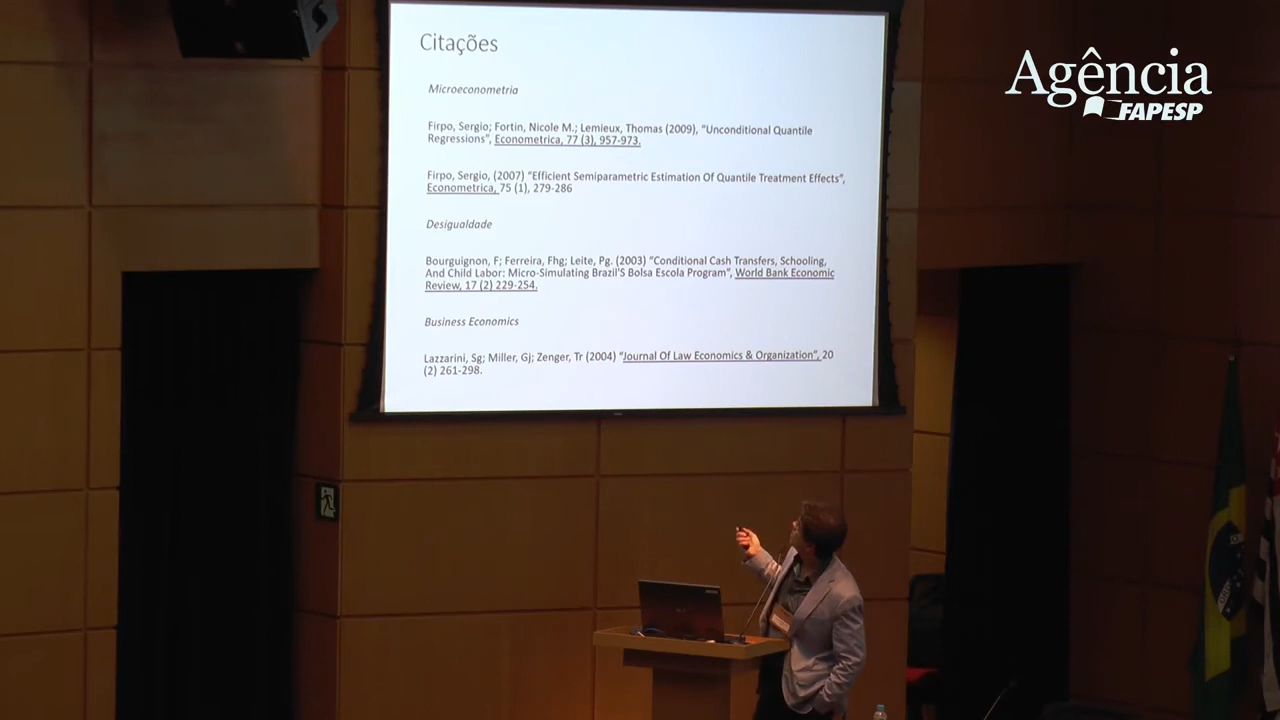 Citações
Microeconometria
Firpo, Sergio; Fortin, Nicole M.; Lemieux, Thomas (2009), “Unconditional Quantile
Regressions”, Econometrica, 77 (3), 957-973.
Firpo, Sergio, (2007) “Efficient Semiparametric Estimation Of Quantile Treatment Effects”,
Econometrica, 75 (1), 279-286
Desigualdade
Bourguignon, F; Ferreira, Fhg; Leite, Pg. (2003) “Conditional Cash Transfers, Schooling,
And Child Labor: Micro-Simulating Brazil'S Bolsa Escola Program”, World Bank Economic
Review, 17 (2) 229-254.
Business Economics
Lazzarini, Sg; Miller, Gj; Zenger, Tr (2004) “Journal Of Law Economics & Organization”, 20
(2) 261-298.
Agência
FAPESP